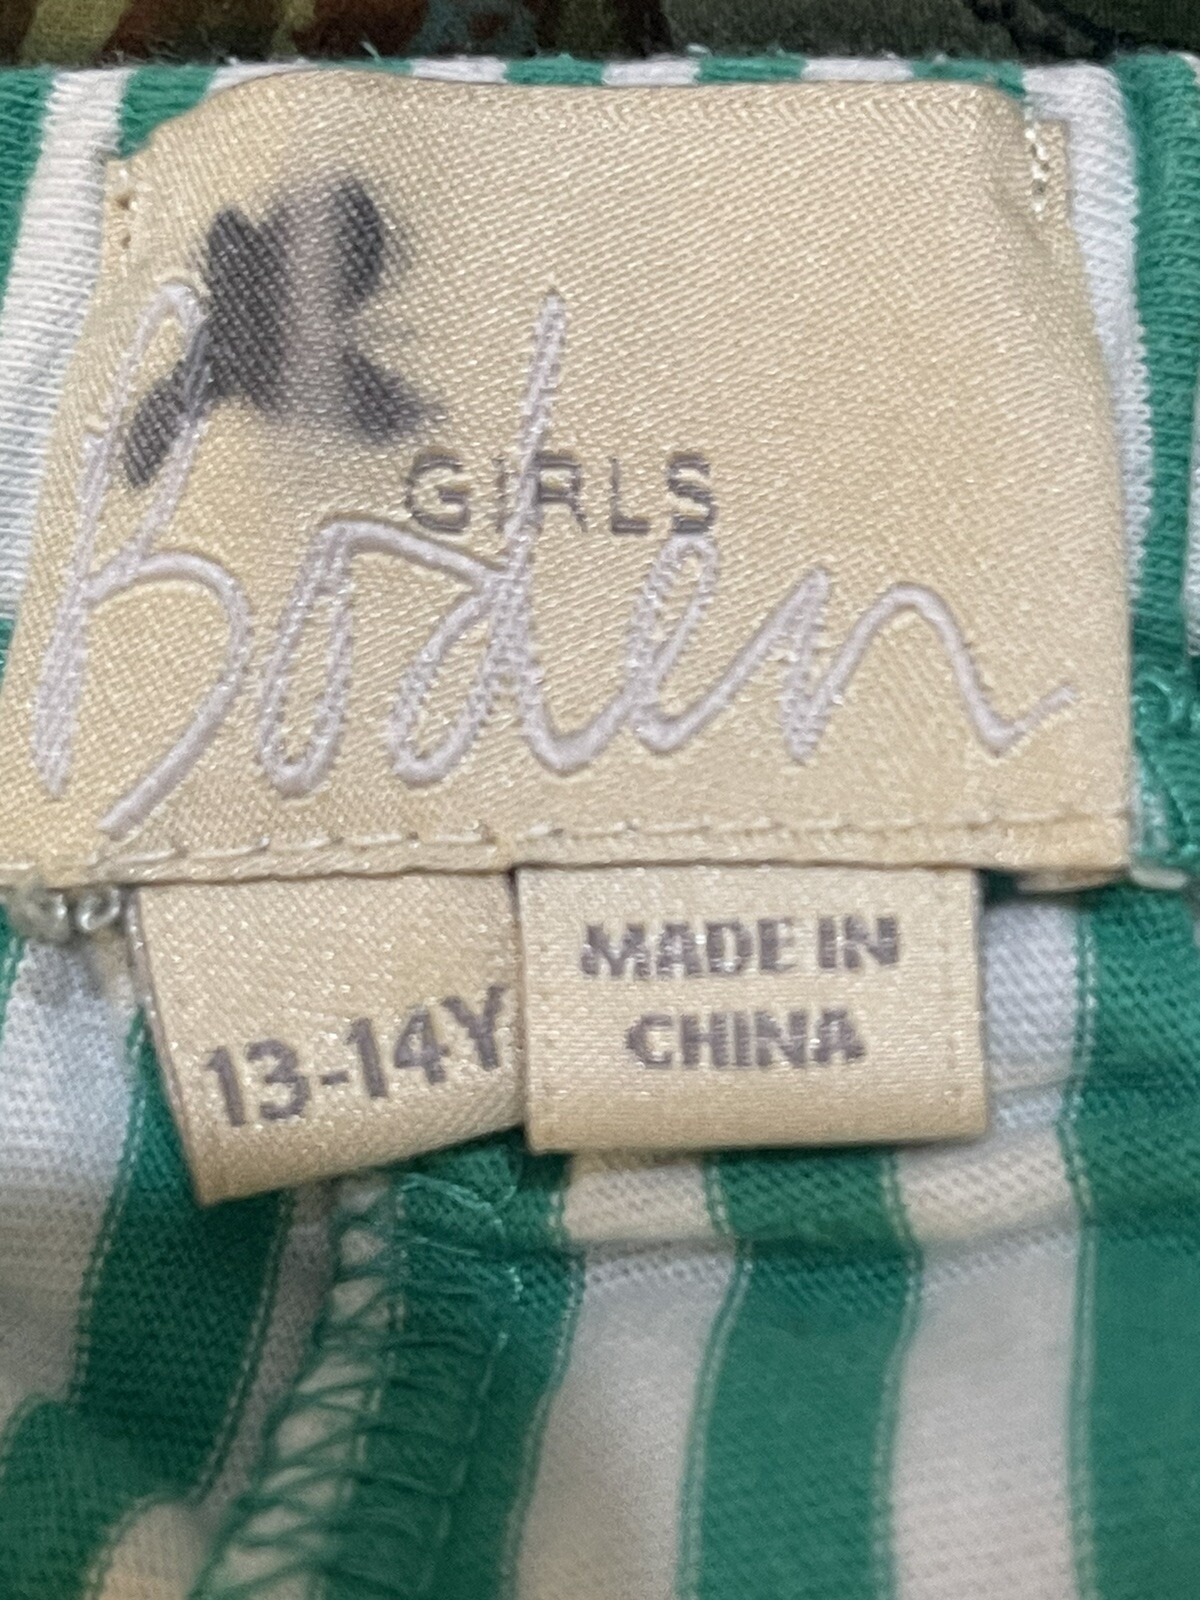 GIRLS
Boden
13-14Y
MADE IN
CHINA